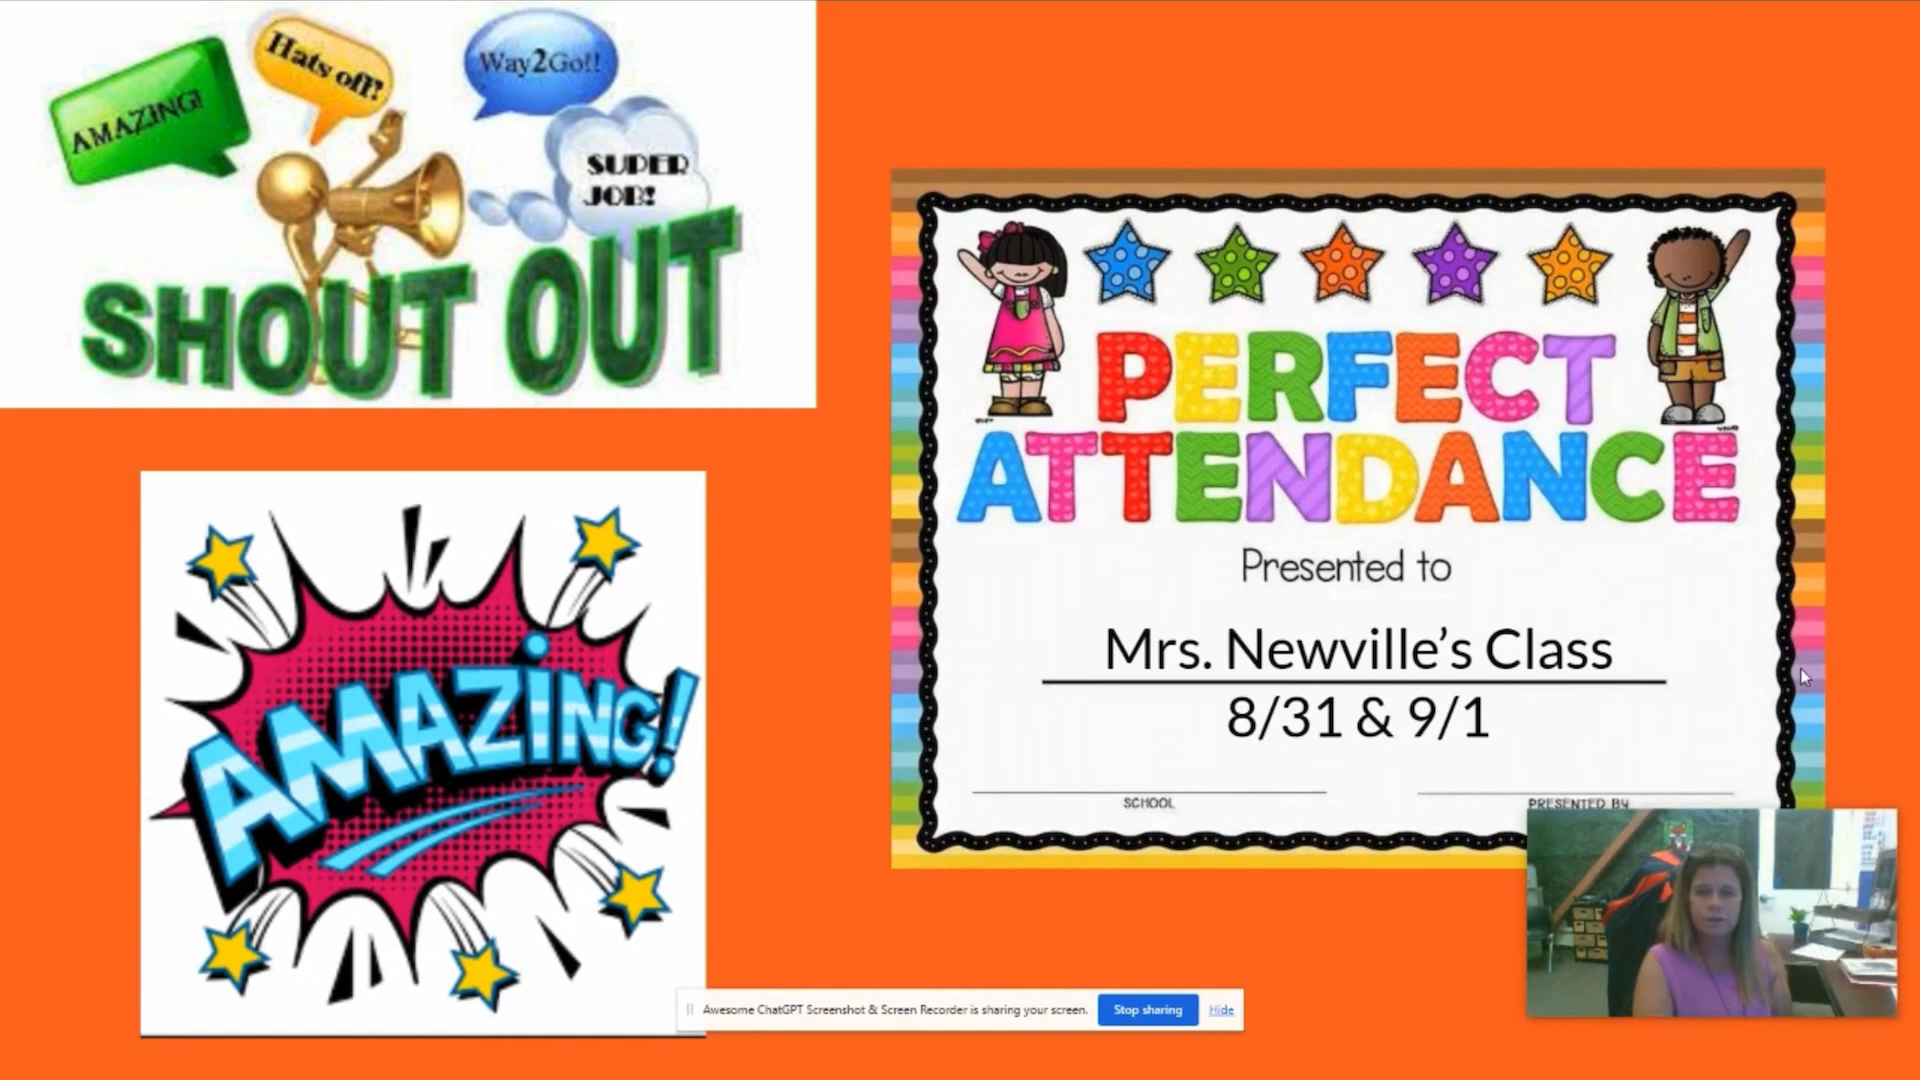 AMAZING!
Hats off!
Way2Go!!
SUPER
JOB!
SHOUT OUT
AMAZING!
PERFECT
ATTENDANCE
Presented to
Mrs. Newville's Class
8/31 & 9/1
SCHOOL
PRESENTED BY
Awesome ChatGPT Screenshot & Screen Recorder is sharing your screen.
Stop sharing
Hide